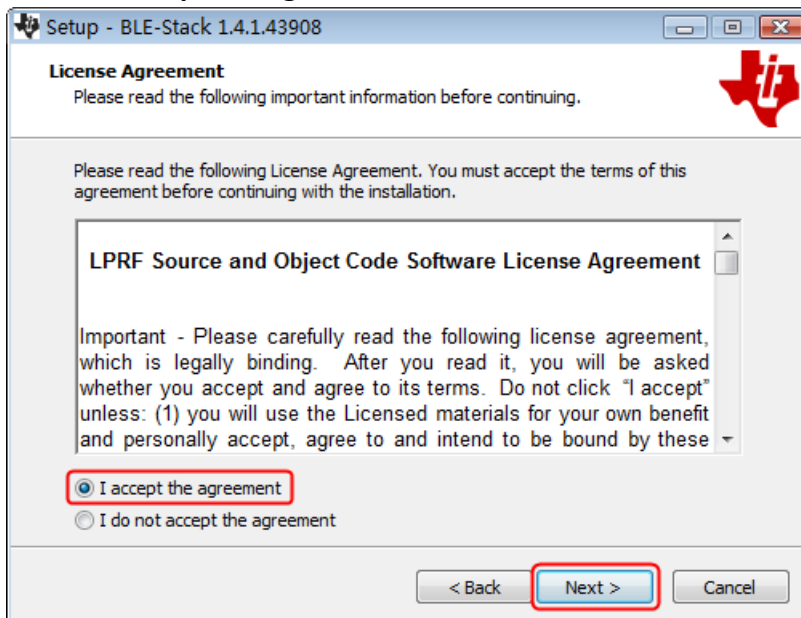 Setup - BLE-Stack 1.4.1.43908
License Agreement
Please read the following important information before continuing.
Please read the following License Agreement. You must accept the terms of this
agreement before continuing with the installation.
LPRF Source and Object Code Software License Agreement
Important - Please carefully read the following license agreement,
which is legally binding. After you read it, you will be asked
whether you accept and agree to its terms. Do not click “I accept”
unless: (1) you will use the Licensed materials for your own benefit
and personally accept, agree to and intend to be bound by these
I accept the agreement
I do not accept the agreement
< Back Next > Cancel